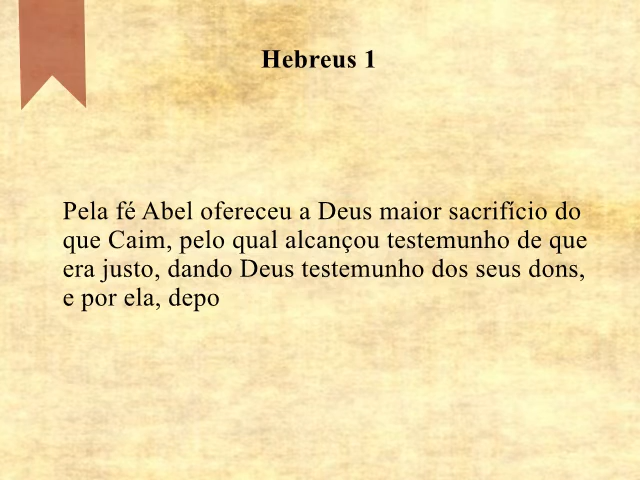 Hebreus 1
Pela fé Abel ofereceu a Deus maior sacrifício do
que Caim, pelo qual alcançou testemunho de que
era justo, dando Deus testemunho dos seus dons,
e por ela, depo